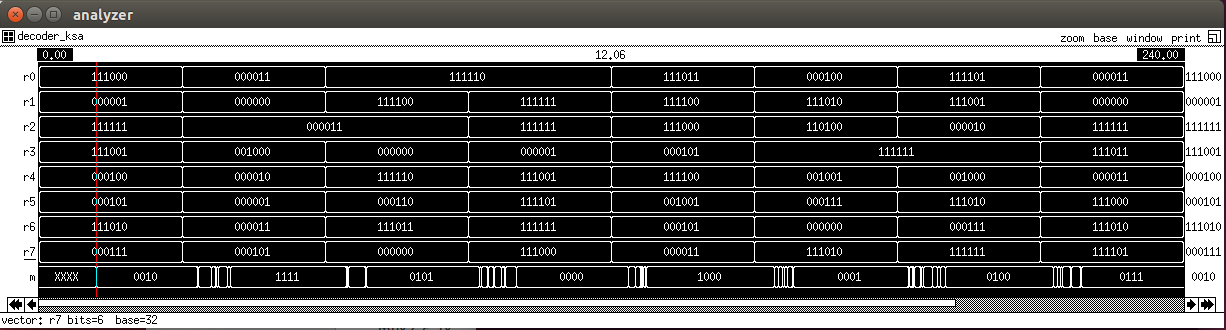 analyzer
decoder_ksa zoom base window print
0.00 12.06 240.00
r0 111000 000011 111110 111011 000100 111101 000011 111000
r1 000001 000000 111100 111111 111100 111010 111001 000000 000001
r2 111111 000011 111111 111000 110100 000010 111111 111111
r3 111001 001000 000000 000001 000101 111111 111011 111001
r4 000100 000010 111110 111001 111100 001001 001000 000011 000100
r5 000101 000001 000110 111101 001001 000111 111010 111000 000101
r6 111010 000011 111011 111111 000101 000000 000111 111010 111010
r7 000111 000101 000000 111000 000011 111010 111111 111101 000111
m XXXX 0010 1111 0101 0000 1000 0001 0100 0111 0010
vector: r7 bits=6 base=32